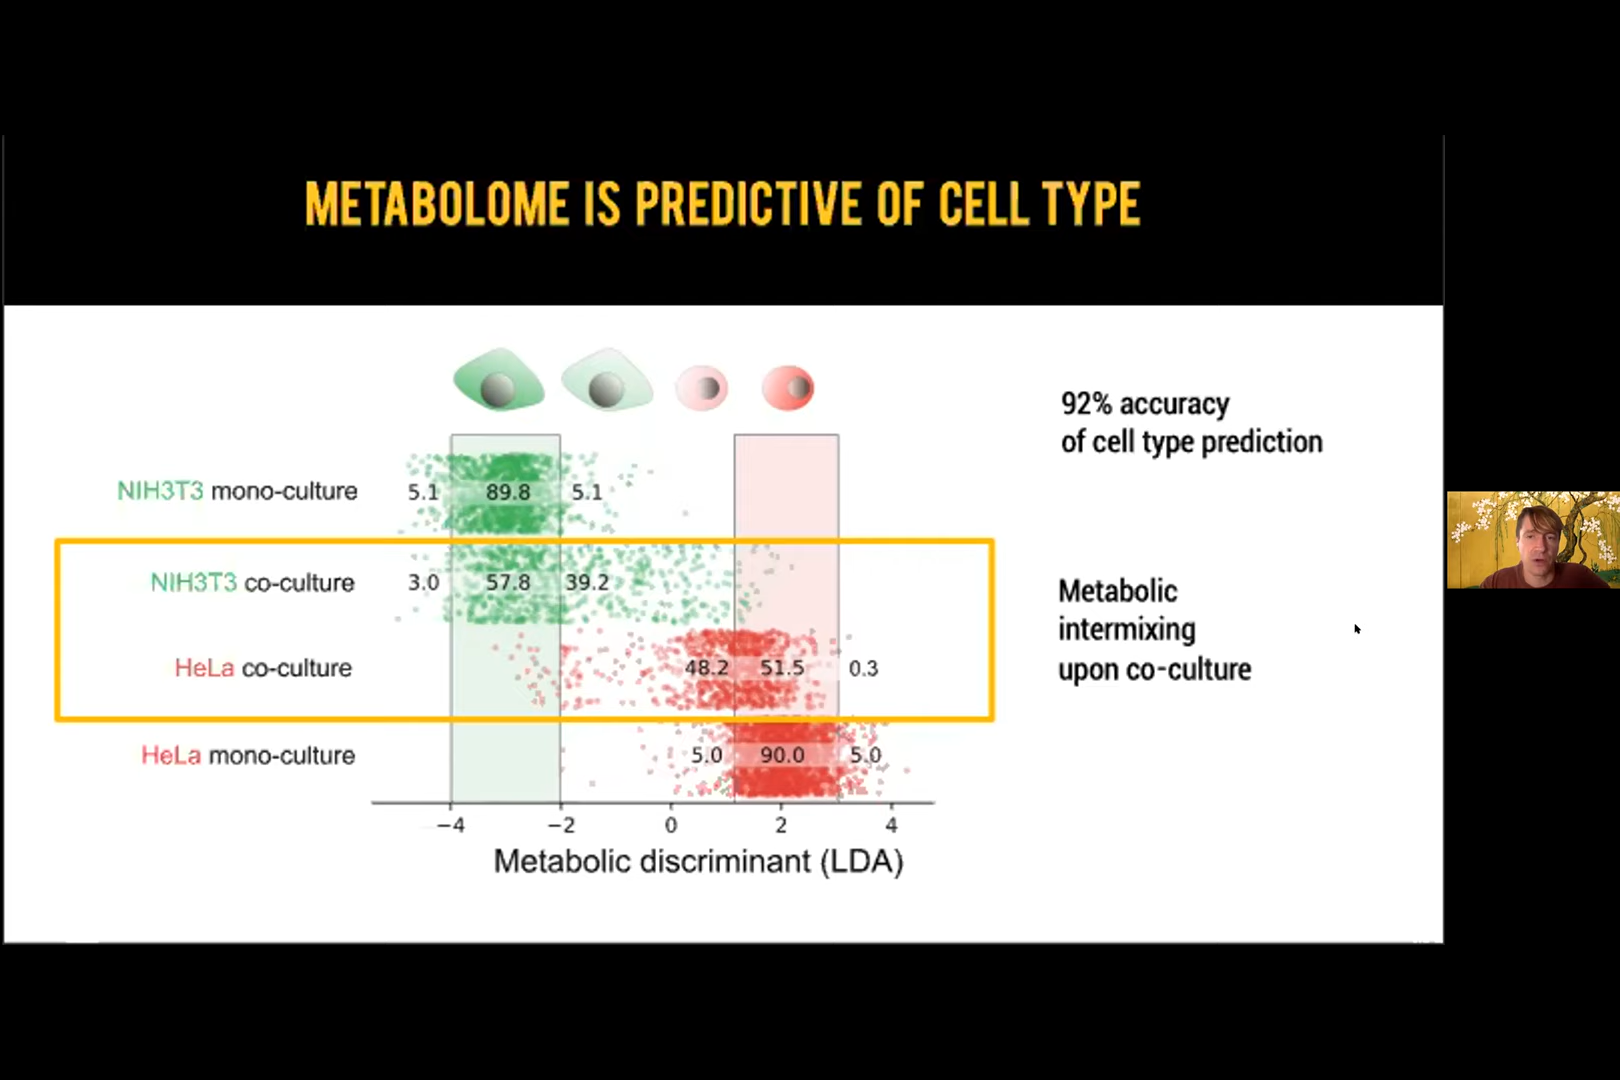 METABOLOME IS PREDICTIVE OF CELL TYPE
92% accuracy
of cell type prediction
NIH3T3 mono-culture 5.1 89.8 5.1
NIH3T3 co-culture 3.0 57.8 39.2
HeLa co-culture 48.2 51.5 0.3
HeLa mono-culture 5.0 90.0 5.0
Metabolic
intermixing
upon co-culture
−4 −2 0 2 4
Metabolic discriminant (LDA)